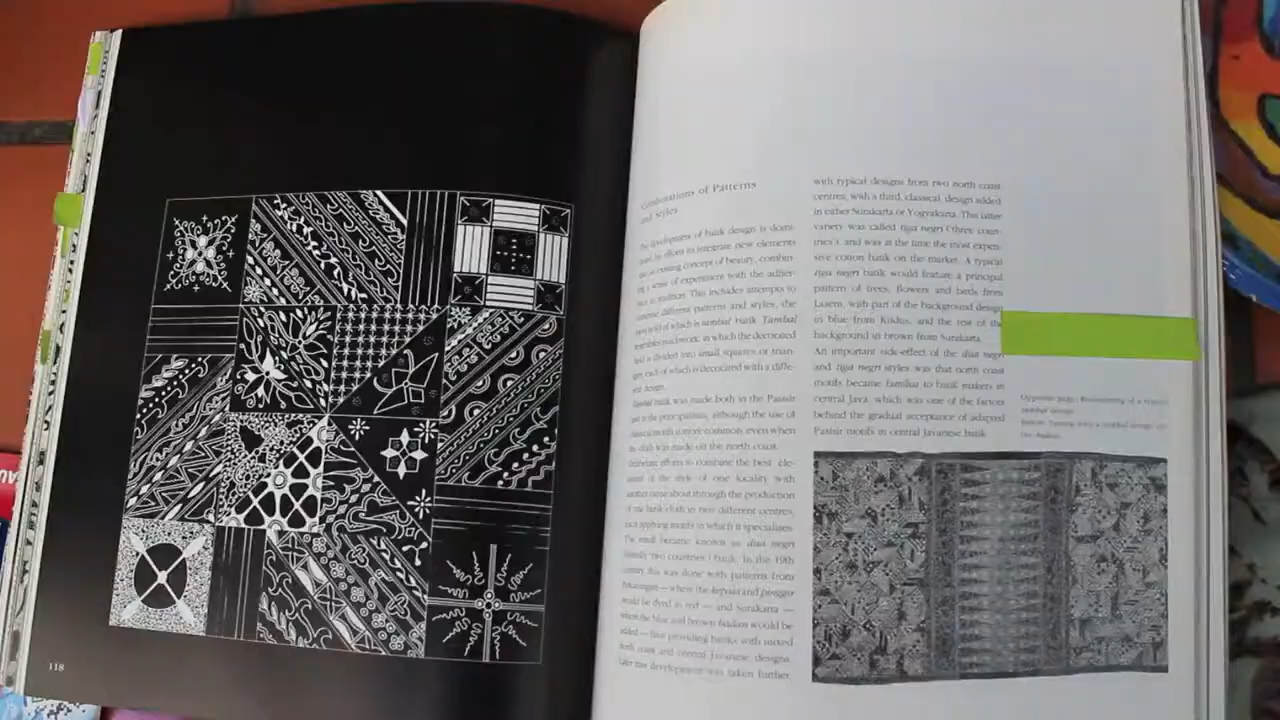 118
Combinations of Patterns
and Styles
The development of batik design is domi-
nated by efforts to integrate new elements
into an existing concept of beauty, combin-
ing a sense of experiment with the adher-
ence to tradition. This includes attempts to
combine different patterns and styles, the
result of which is tambal batik. Tambal
resembles patchwork, in which the decorated
field is divided into small squares or trian-
gles, each of which is decorated with a diffe-
rent design.
Tambal batik was made both in the Pasisir
and in the principalities, although the use of
classical motifs is more common, even when
the cloth was made on the north coast.
Deliberate efforts to combine the best ele-
ments of the style of one locality with
another came about through the production
of one batik cloth in two different centres,
each applying motifs in which it specialises.
The result became known as dua negri
(literally 'two countries') batik. In the 19th
century this was done with patterns from
Pekalongan — where the kepala and pinggir
would be dyed in red — and Surakarta —
where the blue and brown badan would be
added — thus providing batiks with mixed
north coast and central Javanese designs.
Later this development was taken further,
with typical designs from two north coast
centres, with a third, classical, design added
in either Surakarta or Yogyakarta. This latter
variety was called tiga negri ('three coun-
tries'), and was at the time the most expen-
sive cotton batik on the market. A typical
tiga negri batik would feature a principal
pattern of trees, flowers and birds from
Lasem, with part of the background design
in blue from Kudus, and the rest of the
background in brown from Surakarta.
An important side-effect of the dua negri
and tiga negri styles was that north coast
motifs became familiar to batik makers in
central Java, which was one of the factors
behind the gradual acceptance of adapted
Pasisir motifs in central Javanese batik.
Opposite page:
tambal design.